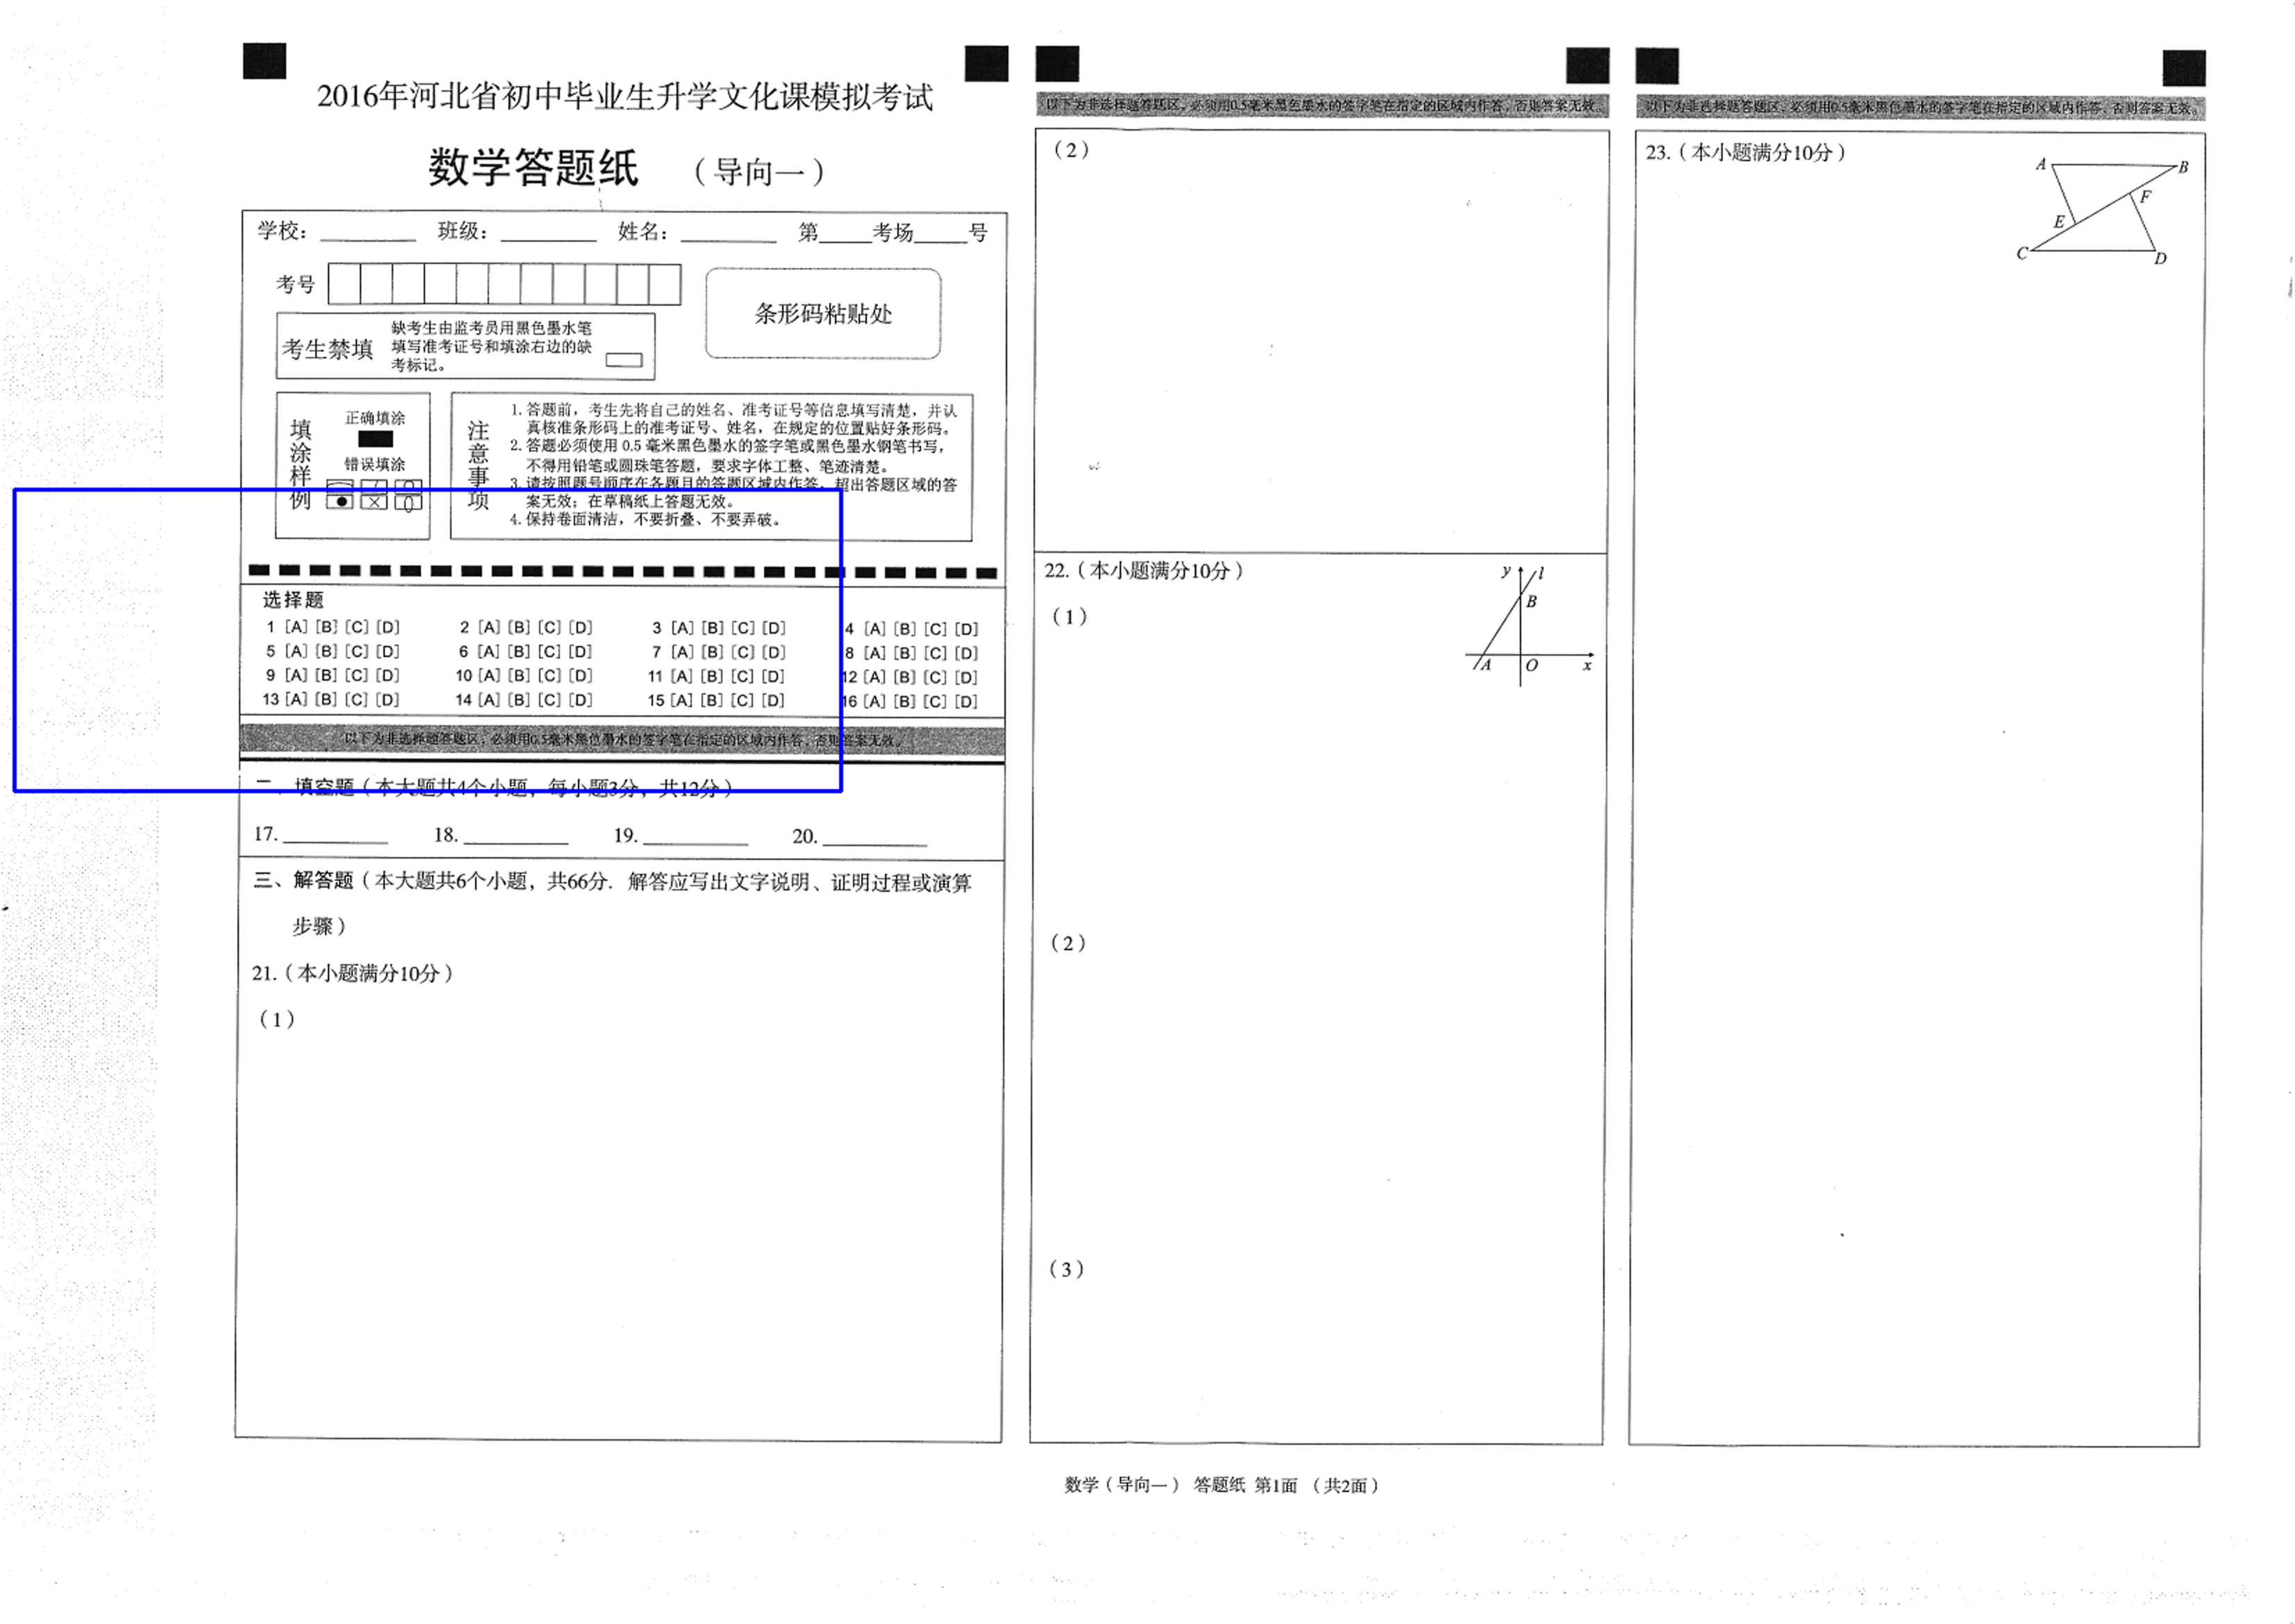 2016年河北省初中毕业生升学文化课模拟考试
数学答题纸 （导向一）
学校： 班级： 姓名： 第 考场 号
考号
条形码粘贴处
考生禁填
缺考生由监考员用黑色墨水笔
填写准考证号和填涂右边的缺
考标记。
填涂样例
正确填涂
错误填涂
注意事项
1. 答题前，考生先将自己的姓名、准考证号等信息填写清楚，并认
真核准条形码上的准考证号、姓名，在规定的位置贴好条形码。
2. 答题必须使用 0.5 毫米黑色墨水的签字笔或黑色墨水钢笔书写，
不得用铅笔或圆珠笔答题，要求字体工整、笔迹清楚。
3. 请按照题号顺序在各题目的答题区域内作答，超出答题区域的答
案无效；在草稿纸上答题无效。
4. 保持卷面清洁，不要折叠、不要弄破。
选择题
1 [A] [B] [C] [D] 2 [A] [B] [C] [D] 3 [A] [B] [C] [D] 4 [A] [B] [C] [D]
5 [A] [B] [C] [D] 6 [A] [B] [C] [D] 7 [A] [B] [C] [D] 8 [A] [B] [C] [D]
9 [A] [B] [C] [D] 10 [A] [B] [C] [D] 11 [A] [B] [C] [D] 12 [A] [B] [C] [D]
13 [A] [B] [C] [D] 14 [A] [B] [C] [D] 15 [A] [B] [C] [D] 16 [A] [B] [C] [D]
以下为非选择题答题区，必须用0.5毫米黑色墨水的签字笔在指定的区域内作答，否则答案无效。
二、填空题（本大题共4个小题，每小题3分，共12分）
17. 18. 19. 20.
三、解答题（本大题共6个小题，共66分．解答应写出文字说明、证明过程或演算
步骤）
21.（本小题满分10分）
（1）
以下为非选择题答题区，必须用0.5毫米黑色墨水的签字笔在指定的区域内作答，否则答案无效。
（2）
22.（本小题满分10分）
y l
B
A O x
（1）
（2）
（3）
以下为非选择题答题区，必须用0.5毫米黑色墨水的签字笔在指定的区域内作答，否则答案无效。
23.（本小题满分10分）
A B
F
E
C D
数学（导向一） 答题纸 第1面 （共2面）